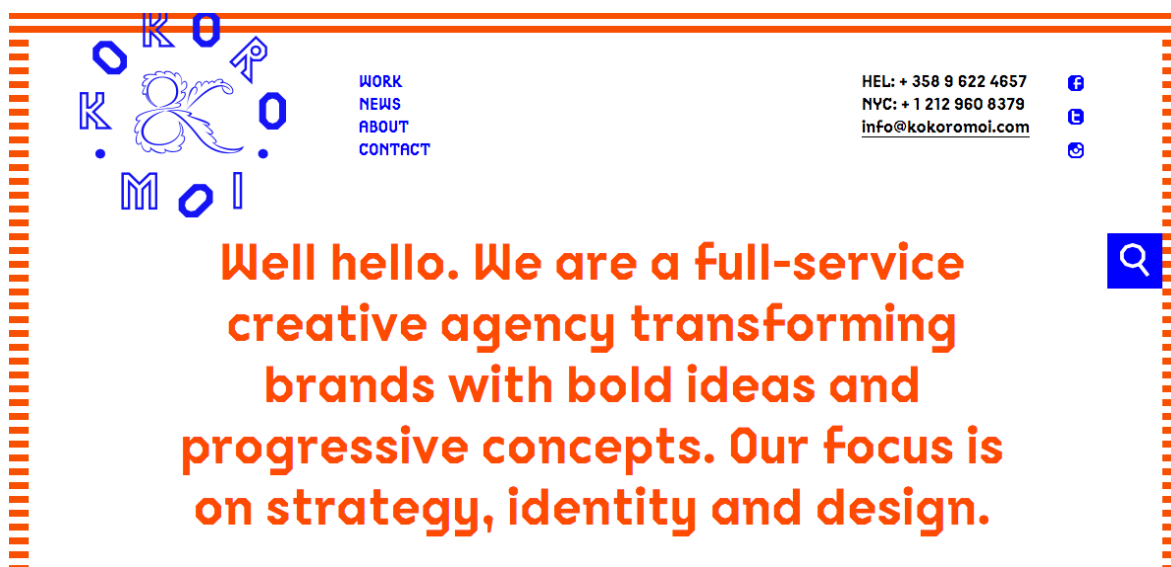 KOKORO & MOI
WORK
NEWS
ABOUT
CONTACT
HEL: + 358 9 622 4657
NYC: + 1 212 960 8379
info@kokoromoi.com
Well hello. We are a full-service
creative agency transforming
brands with bold ideas and
progressive concepts. Our focus is
on strategy, identity and design.